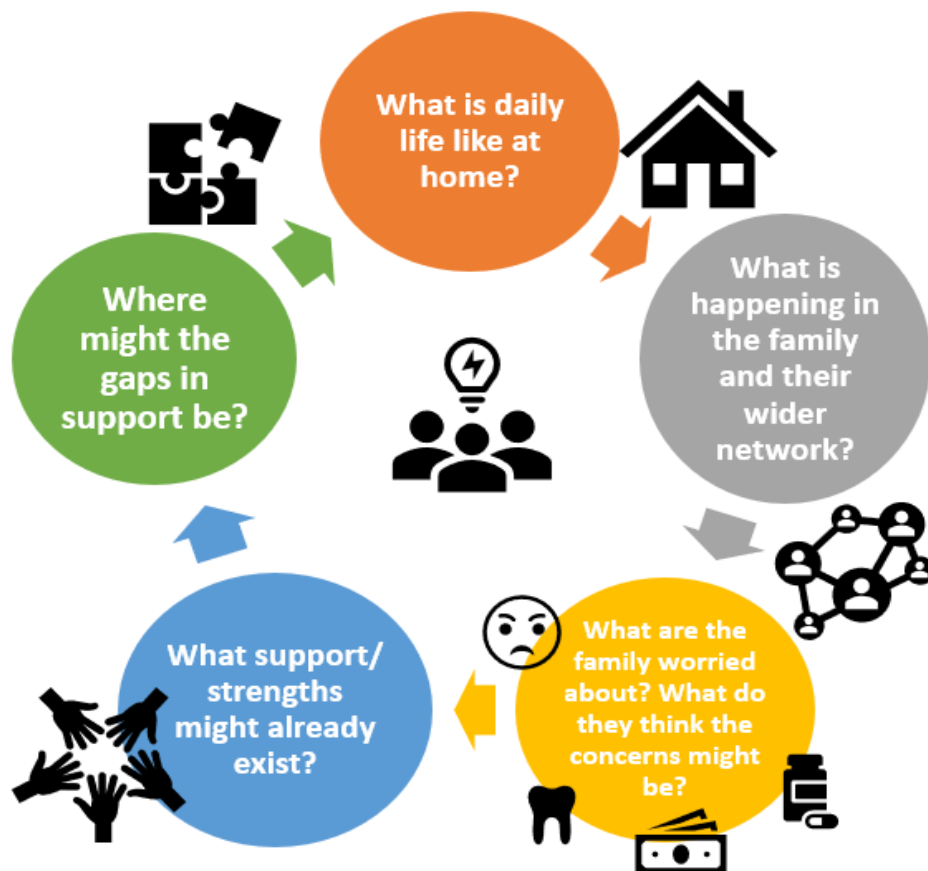 What is daily
life like at
home?
What is
happening in
the family
and their
wider
network?
What are the
family worried
about? What do
they think the
concerns might
be?
What support/
strengths
might already
exist?
Where
might the
gaps in
support be?